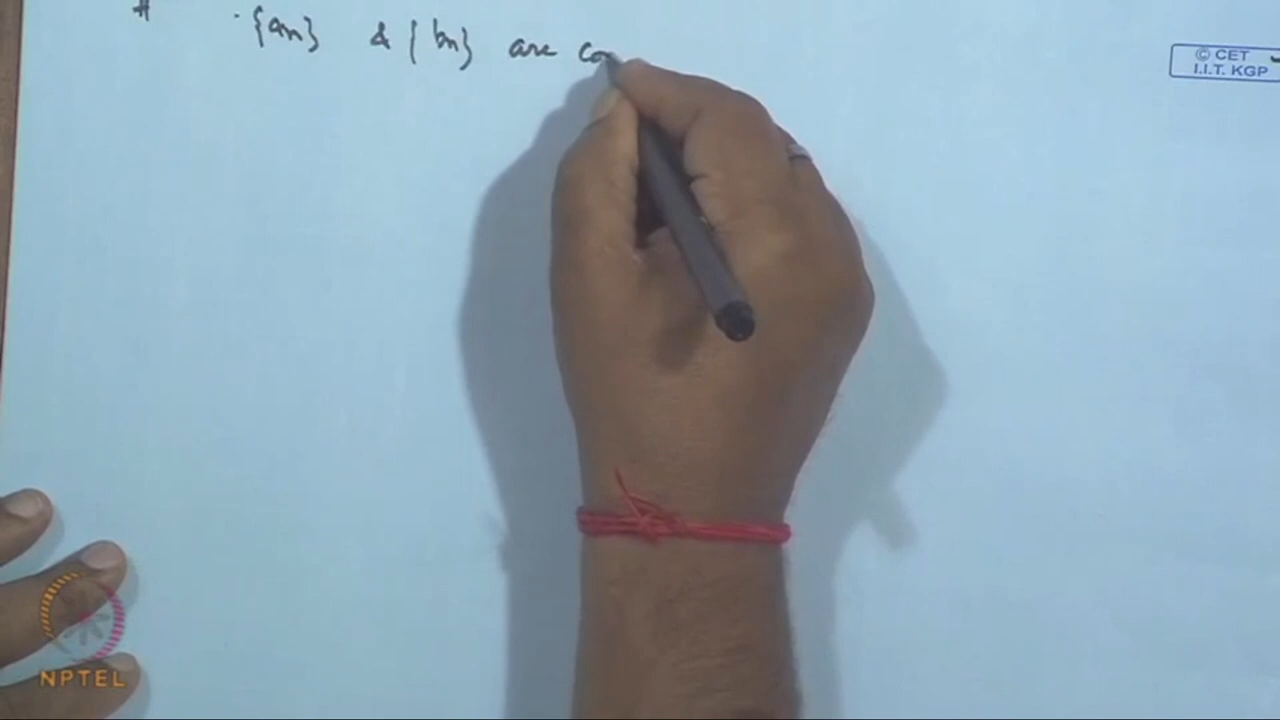 # {an} & { bn} are co
© CET
I.I.T. KGP
NPTEL